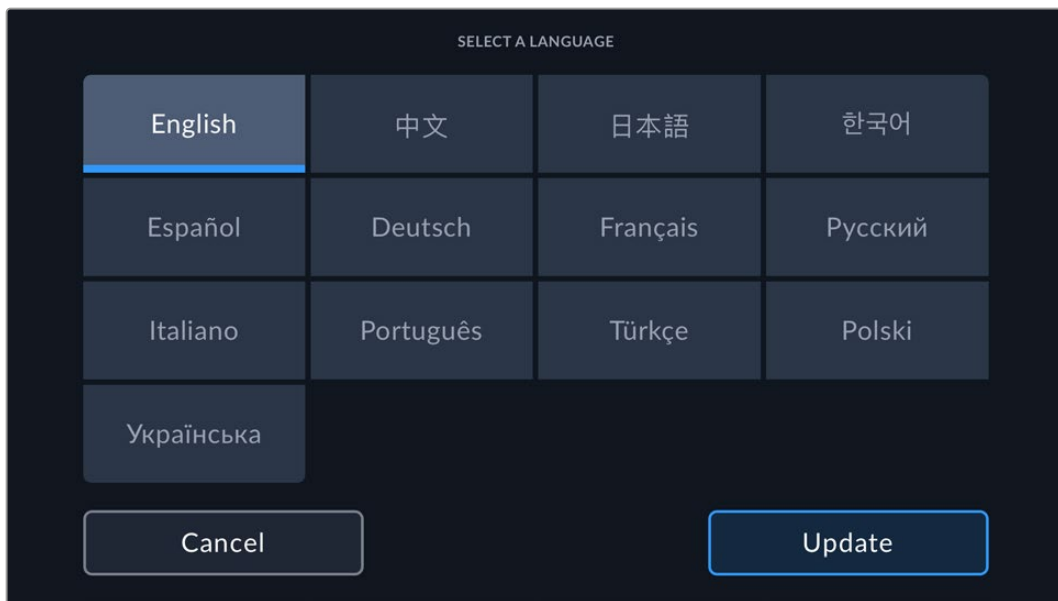 SELECT A LANGUAGE
English 中文 日本語 한국어
Español Deutsch Français Русский
Italiano Português Türkçe Polski
Українська
Cancel Update